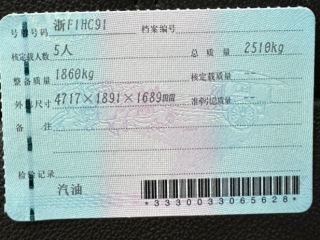 号牌号码 浙F1HC91 档案编号
核定载人数 5人 总质量 2510kg
整备质量 1860kg 核定载质量 --
外廓尺寸 4717×1891×1689mm 准牵引总质量 --
备注
检验记录
汽油
*3330033065628*